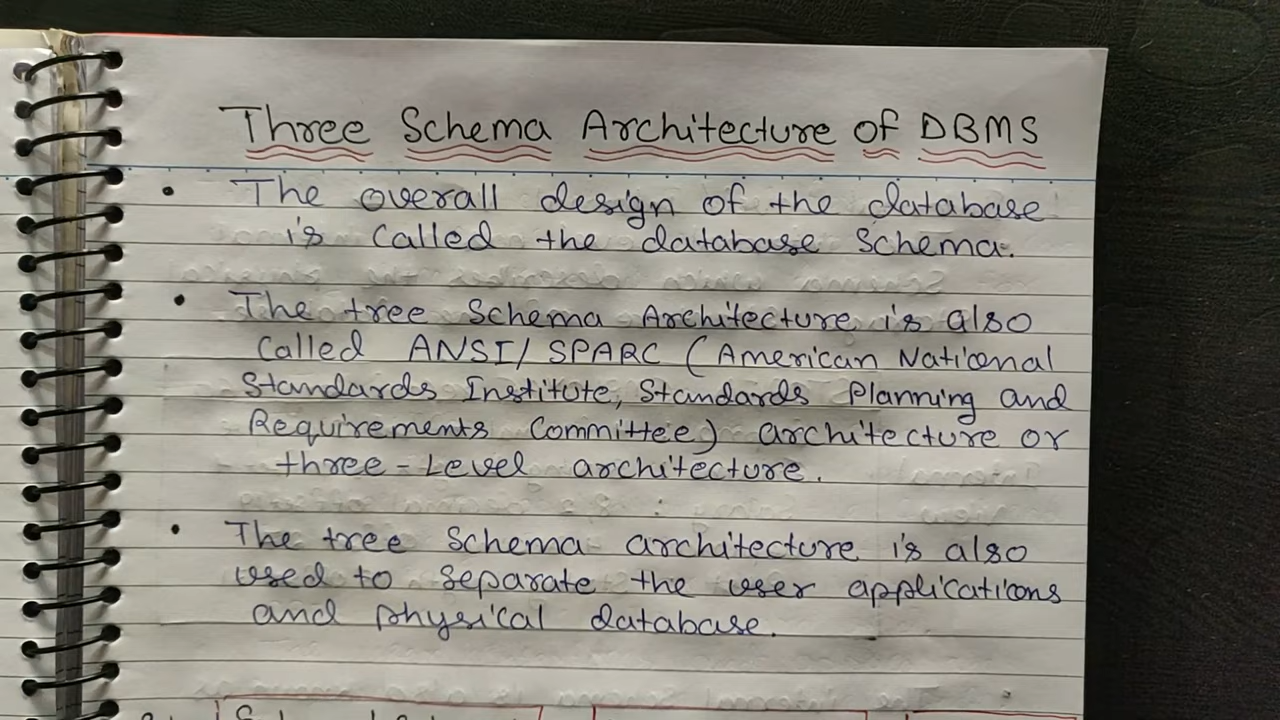 Three Schema Architecture of DBMS
• The overall design of the database
is called the database schema.
• The tree Schema Architecture is also
called ANSI/SPARC (American National
Standards Institute, Standards Planning and
Requirements Committee) architecture or
three-Level architecture.
• The tree schema architecture is also
used to separate the user applications
and physical database.